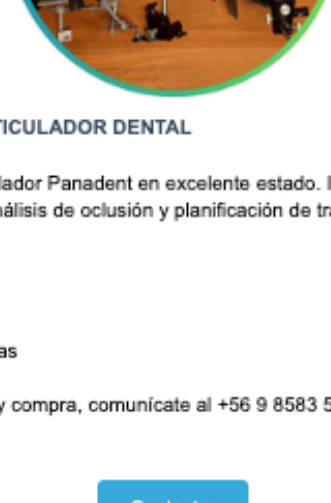 TICULADOR DENTAL
lador Panadent en excelente estado.
nálisis de oclusión y planificación de tra
as
y compra, comunícate al +56 9 8583 5